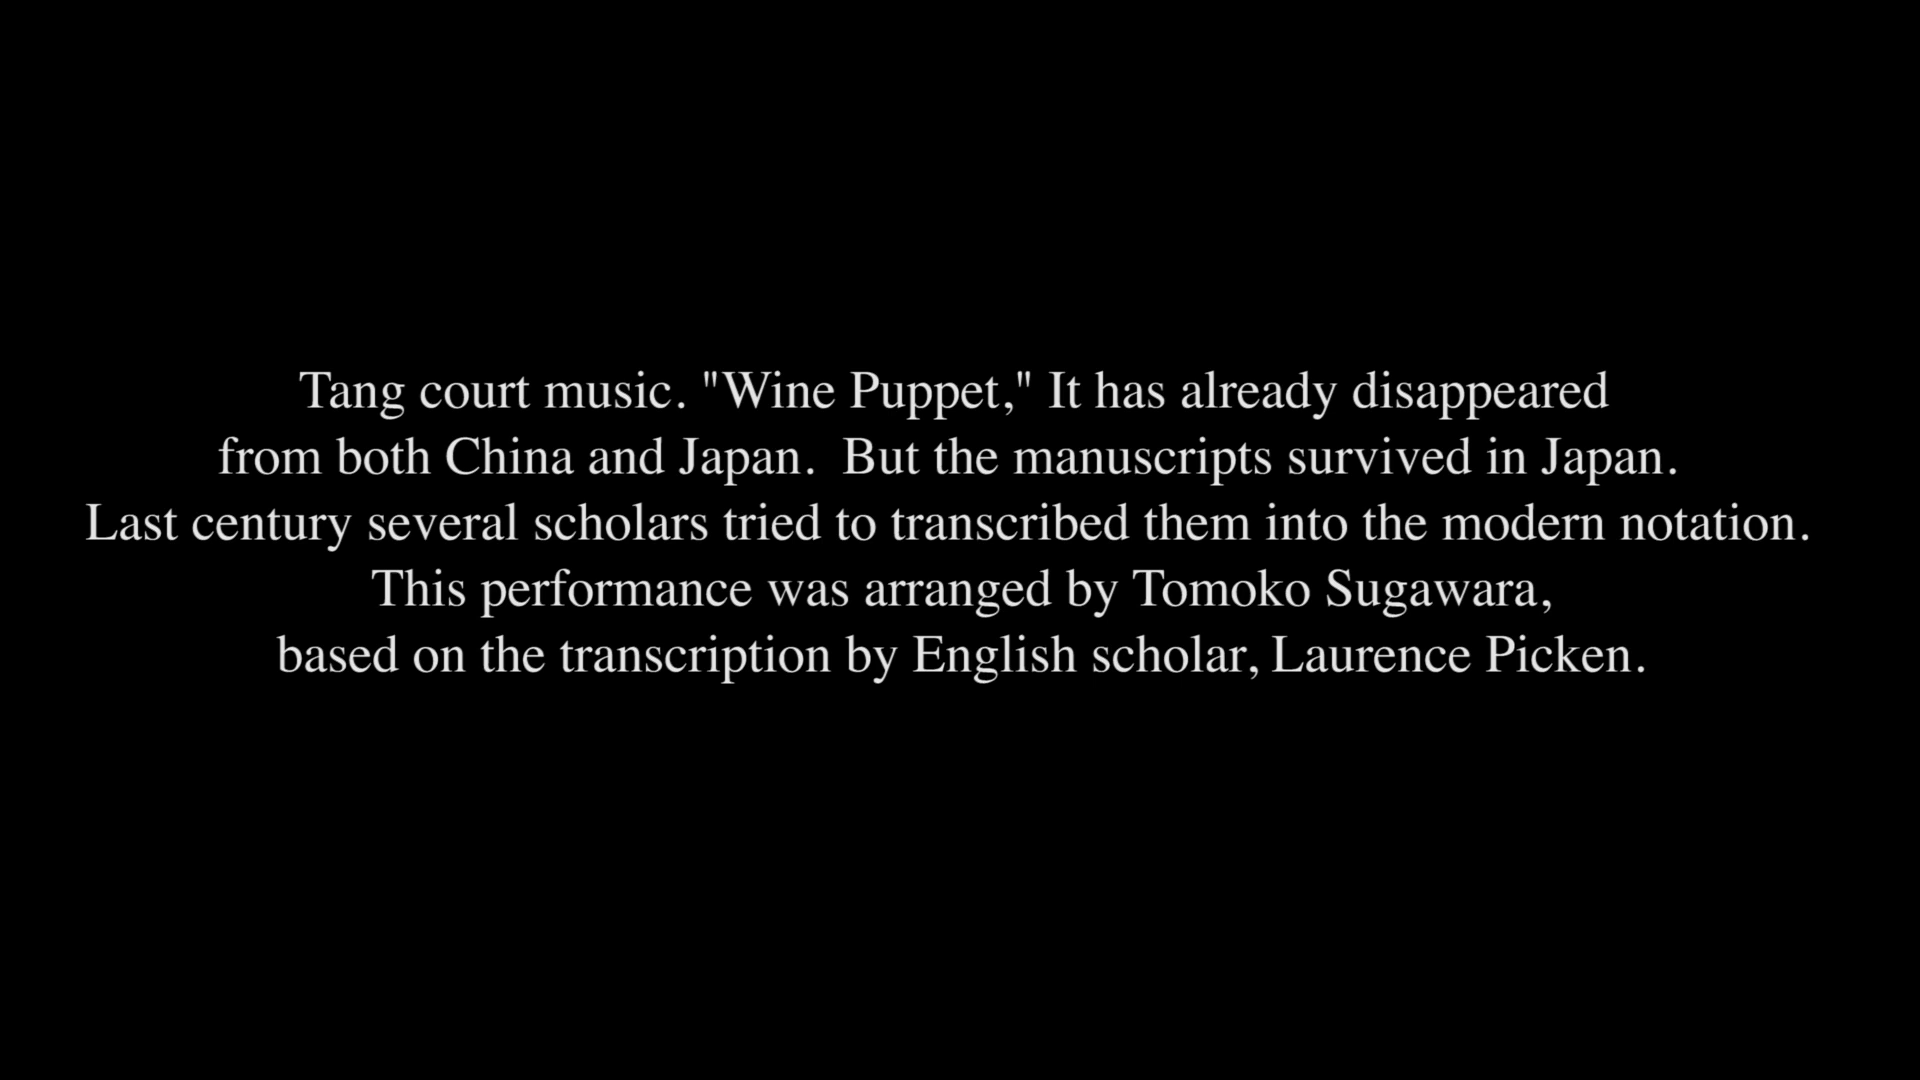 Tang court music. "Wine Puppet," It has already disappeared
from both China and Japan.  But the manuscripts survived in Japan.
Last century several scholars tried to transcribed them into the modern notation.
This performance was arranged by Tomoko Sugawara,
based on the transcription by English scholar, Laurence Picken.